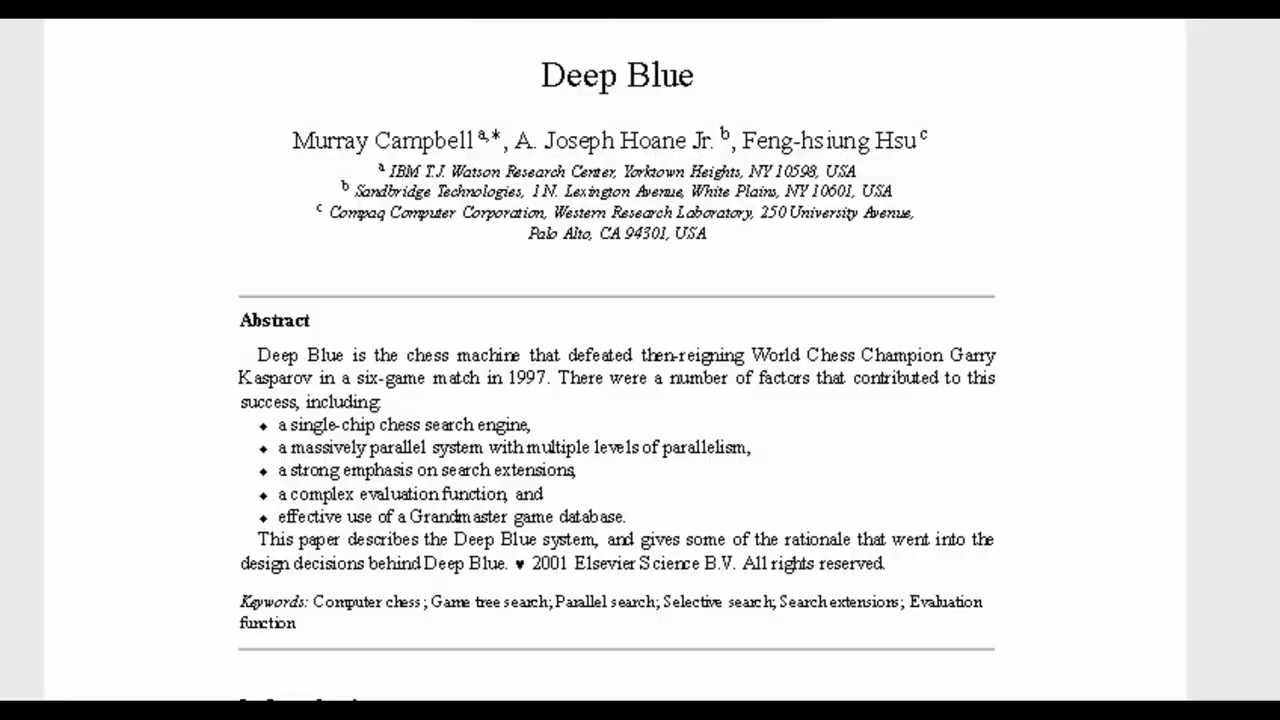 Deep Blue
Murray Campbell a,*, A. Joseph Hoane Jr. b, Feng-hsiung Hsu c
a IBM T.J. Watson Research Center, Yorktown Heights, NY 10598, USA
b Sandbridge Technologies, 1 N. Lexington Avenue, White Plains, NY 10601, USA
c Compaq Computer Corporation, Western Research Laboratory, 250 University Avenue,
Palo Alto, CA 94301, USA
Abstract
Deep Blue is the chess machine that defeated then-reigning World Chess Champion Garry
Kasparov in a six-game match in 1997. There were a number of factors that contributed to this
success, including:
⬥ a single-chip chess search engine,
⬥ a massively parallel system with multiple levels of parallelism,
⬥ a strong emphasis on search extensions,
⬥ a complex evaluation function, and
⬥ effective use of a Grandmaster game database.
This paper describes the Deep Blue system, and gives some of the rationale that went into the
design decisions behind Deep Blue. ♥ 2001 Elsevier Science B.V. All rights reserved.
Keywords: Computer chess; Game tree search; Parallel search; Selective search; Search extensions; Evaluation
function